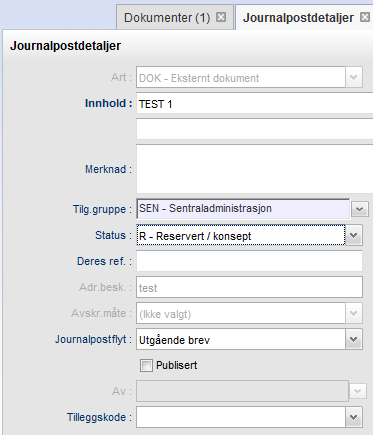 Dokumenter (1)
Journalpostdetaljer
Journalpostdetaljer
Art : DOK - Eksternt dokument
Innhold : TEST 1
Merknad :
Tilg.gruppe : SEN - Sentraladministrasjon
Status : R - Reservert / konsept
Deres ref. :
Adr.besk. : test
Avskr.måte : (Ikke valgt)
Journalpostflyt : Utgående brev
Publisert
Av :
Tilleggskode :